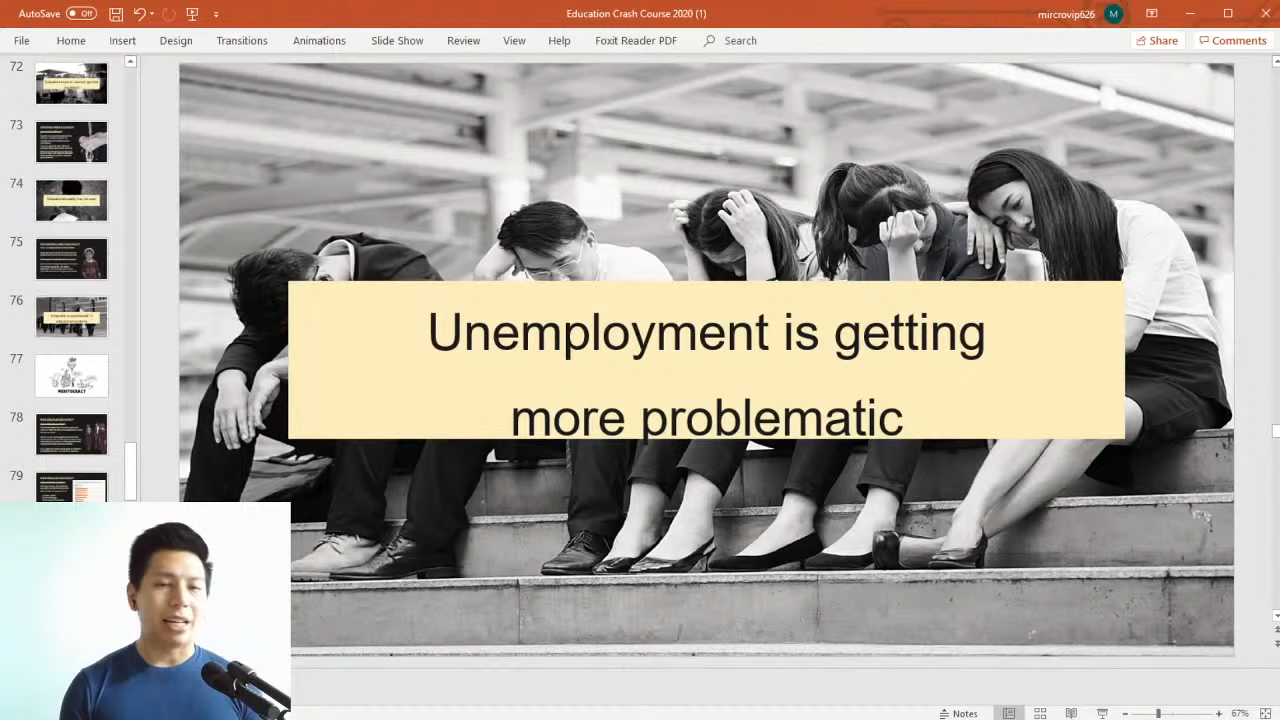 AutoSave Off
Education Crash Course 2020 (1)
mircrovip626
M
File Home Insert Design Transitions Animations Slide Show Review View Help Foxit Reader PDF Search
Share Comments
72
73
74
75
76
77
MERITOCRACY
78
79
Unemployment is getting
more problematic
Notes
67%